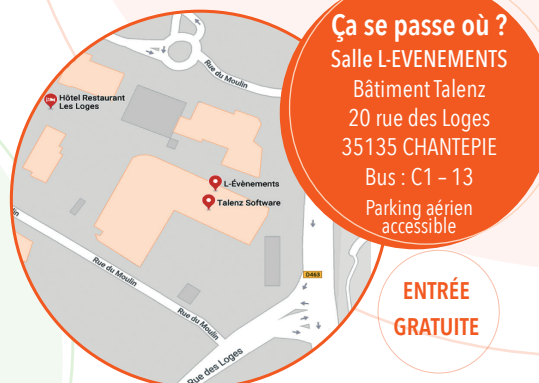 Ça se passe où ?
Salle L-EVENEMENTS
Bâtiment Talenz
20 rue des Loges
35135 CHANTEPIE
Bus : C1 – 13
Parking aérien
accessible
ENTRÉE
GRATUITE
Rue du Moulin
Hôtel Restaurant
Les Loges
L-Évènements
Talenz Software
Rue du Moulin
D463
Rue du Moulin
Rue des Loges